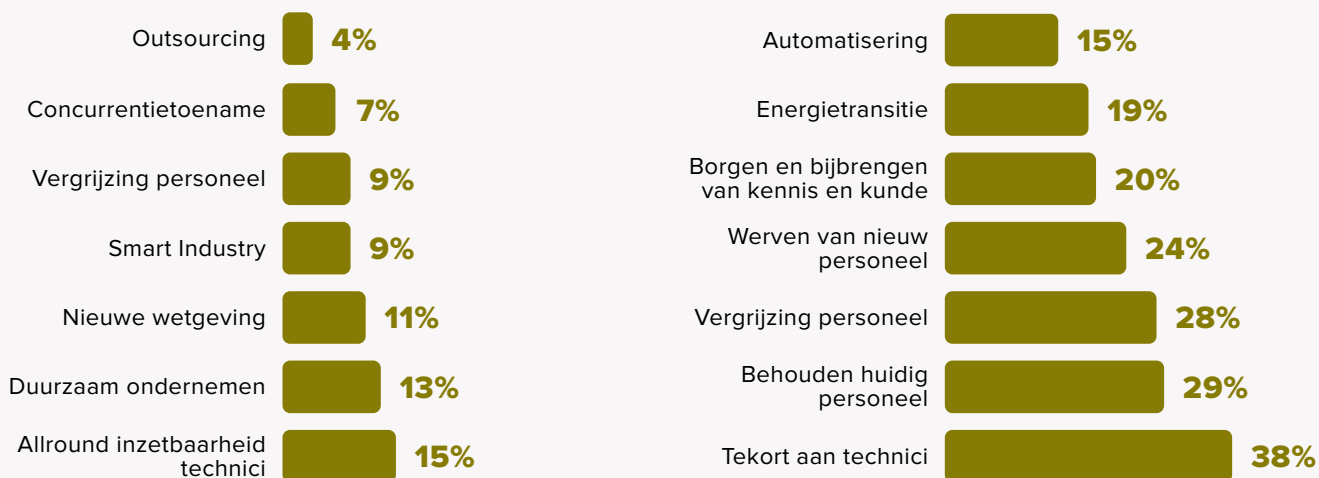 Outsourcing 4%
Concurrentietoename 7%
Vergrijzing personeel 9%
Smart Industry 9%
Nieuwe wetgeving 11%
Duurzaam ondernemen 13%
Allround inzetbaarheid
technici 15%
Automatisering 15%
Energietransitie 19%
Borgen en bijbrengen
van kennis en kunde 20%
Werven van nieuw
personeel 24%
Vergrijzing personeel 28%
Behouden huidig
personeel 29%
Tekort aan technici 38%